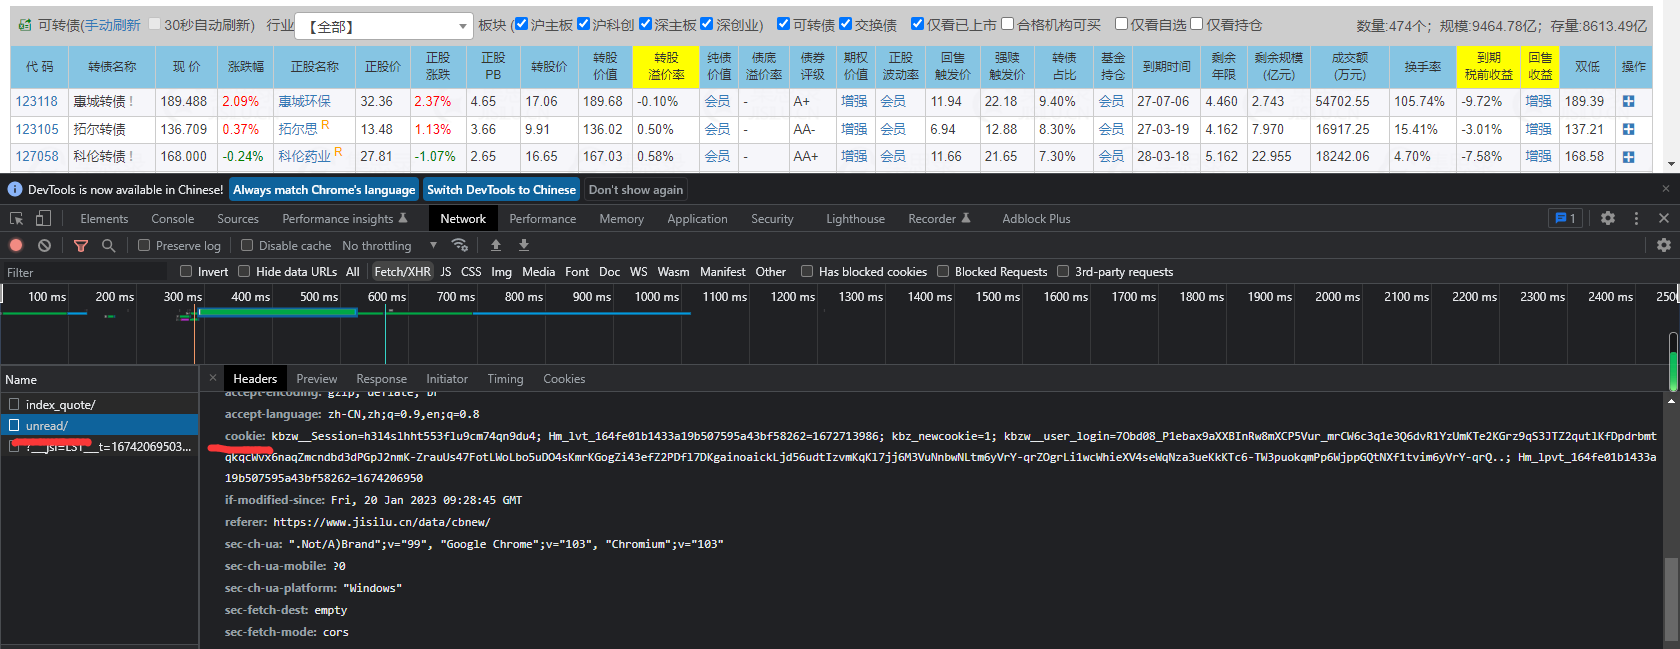 可转债(手动刷新 30秒自动刷新) 行业【全部】 板块 (沪主板 沪科创 深主板 深创业) 可转债 交换债 仅看已上市 合格机构可买 仅看自选 仅看持仓 数量:474个；规模:9464.78亿；存量:8613.49亿
代 码 转债名称 现 价 涨跌幅 正股名称 正股价 正股涨跌 正股PB 转股价 转股价值 转股溢价率 纯债价值 债底溢价率 债券评级 期权价值 正股波动率 回售触发价 强赎触发价 转债占比 基金持仓 到期时间 剩余年限 剩余规模(亿元) 成交额(万元) 换手率 到期税前收益 回售收益 双低 操作
123118 惠城转债 ! 189.488 2.09% 惠城环保 32.36 2.37% 4.65 17.06 189.68 -0.10% 会员 - A+ 增强 会员 11.94 22.18 9.40% 会员 27-07-06 4.460 2.743 54702.55 105.74% -9.72% 增强 189.39
123105 拓尔转债 136.709 0.37% 拓尔思 R 13.48 1.13% 3.66 9.91 136.02 0.50% 会员 - AA- 增强 会员 6.94 12.88 8.30% 会员 27-03-19 4.162 7.970 16917.25 15.41% -3.01% 增强 137.21
127058 科伦转债 ! 168.000 -0.24% 科伦药业 R 27.81 -1.07% 2.65 16.65 167.03 0.58% 会员 - AA+ 增强 会员 11.66 21.65 7.30% 会员 28-03-18 5.162 22.955 18242.06 4.70% -7.58% 增强 168.58
DevTools is now available in Chinese! Always match Chrome's language Switch DevTools to Chinese Don't show again
Elements Console Sources Performance insights Network Performance Memory Application Security Lighthouse Recorder Adblock Plus 1
Preserve log Disable cache No throttling
Filter Invert Hide data URLs All Fetch/XHR JS CSS Img Media Font Doc WS Wasm Manifest Other Has blocked cookies Blocked Requests 3rd-party requests
100 ms 200 ms 300 ms 400 ms 500 ms 600 ms 700 ms 800 ms 900 ms 1000 ms 1100 ms 1200 ms 1300 ms 1400 ms 1500 ms 1600 ms 1700 ms 1800 ms 1900 ms 2000 ms 2100 ms 2200 ms 2300 ms 2400 ms 2500
Name
index_quote/
unread/
?___jsl=LST___t=16742069503...
Headers Preview Response Initiator Timing Cookies
accept-encoding: gzip, deflate, br
accept-language: zh-CN,zh;q=0.9,en;q=0.8
cookie: kbzw__Session=h3l4slhht553flu9cm74qn9du4; Hm_lvt_164fe01b1433a19b507595a43bf58262=1672713986; kbz_newcookie=1; kbzw__user_login=7Obd08_P1ebax9aXXBInRw8mXCP5Vur_mrCW6c3q1e3Q6dvR1YzUmKTe2KGrz9qS3JTZ2qutlKfDpdrbmt
qkqcWvx6naqZmcndbd3dPGpJ2nmK-ZrauUs47FotLWoLbo5uDO4sKmrKGogZi43efZ2PDfl7DKgainoaickLjd56udtIzvmKqKl7jj6M3VuNnbwNLtm6yVrY-qrZOgrLi1wcWhieXV4seWqNza3ueKkKTc6-TW3puokqmPp6WjppGQtNXf1tvim6yVrY-qrQ..; Hm_lpvt_164fe01b1433a
19b507595a43bf58262=1674206950
if-modified-since: Fri, 20 Jan 2023 09:28:45 GMT
referer: https://www.jisilu.cn/data/cbnew/
sec-ch-ua: ".Not/A)Brand";v="99", "Google Chrome";v="103", "Chromium";v="103"
sec-ch-ua-mobile: ?0
sec-ch-ua-platform: "Windows"
sec-fetch-dest: empty
sec-fetch-mode: cors